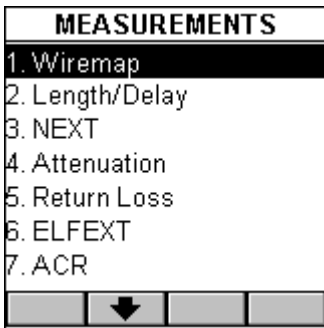 MEASUREMENTS
1. Wiremap
2. Length/Delay
3. NEXT
4. Attenuation
5. Return Loss
6. ELFEXT
7. ACR